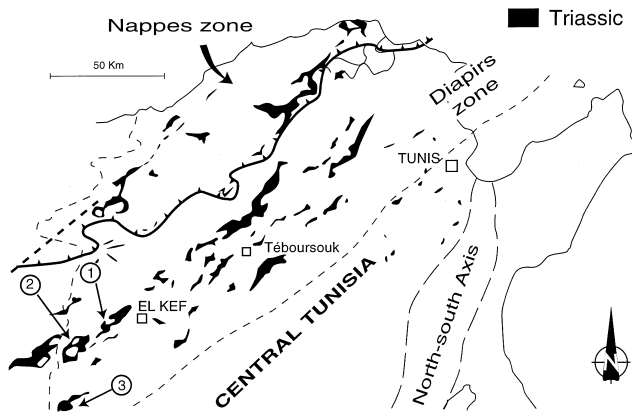 Nappes zone
Triassic
50 Km
Diapirs
zone
TUNIS
Téboursouk
CENTRAL TUNISIA
North-south Axis
2
1
EL KEF
3
N